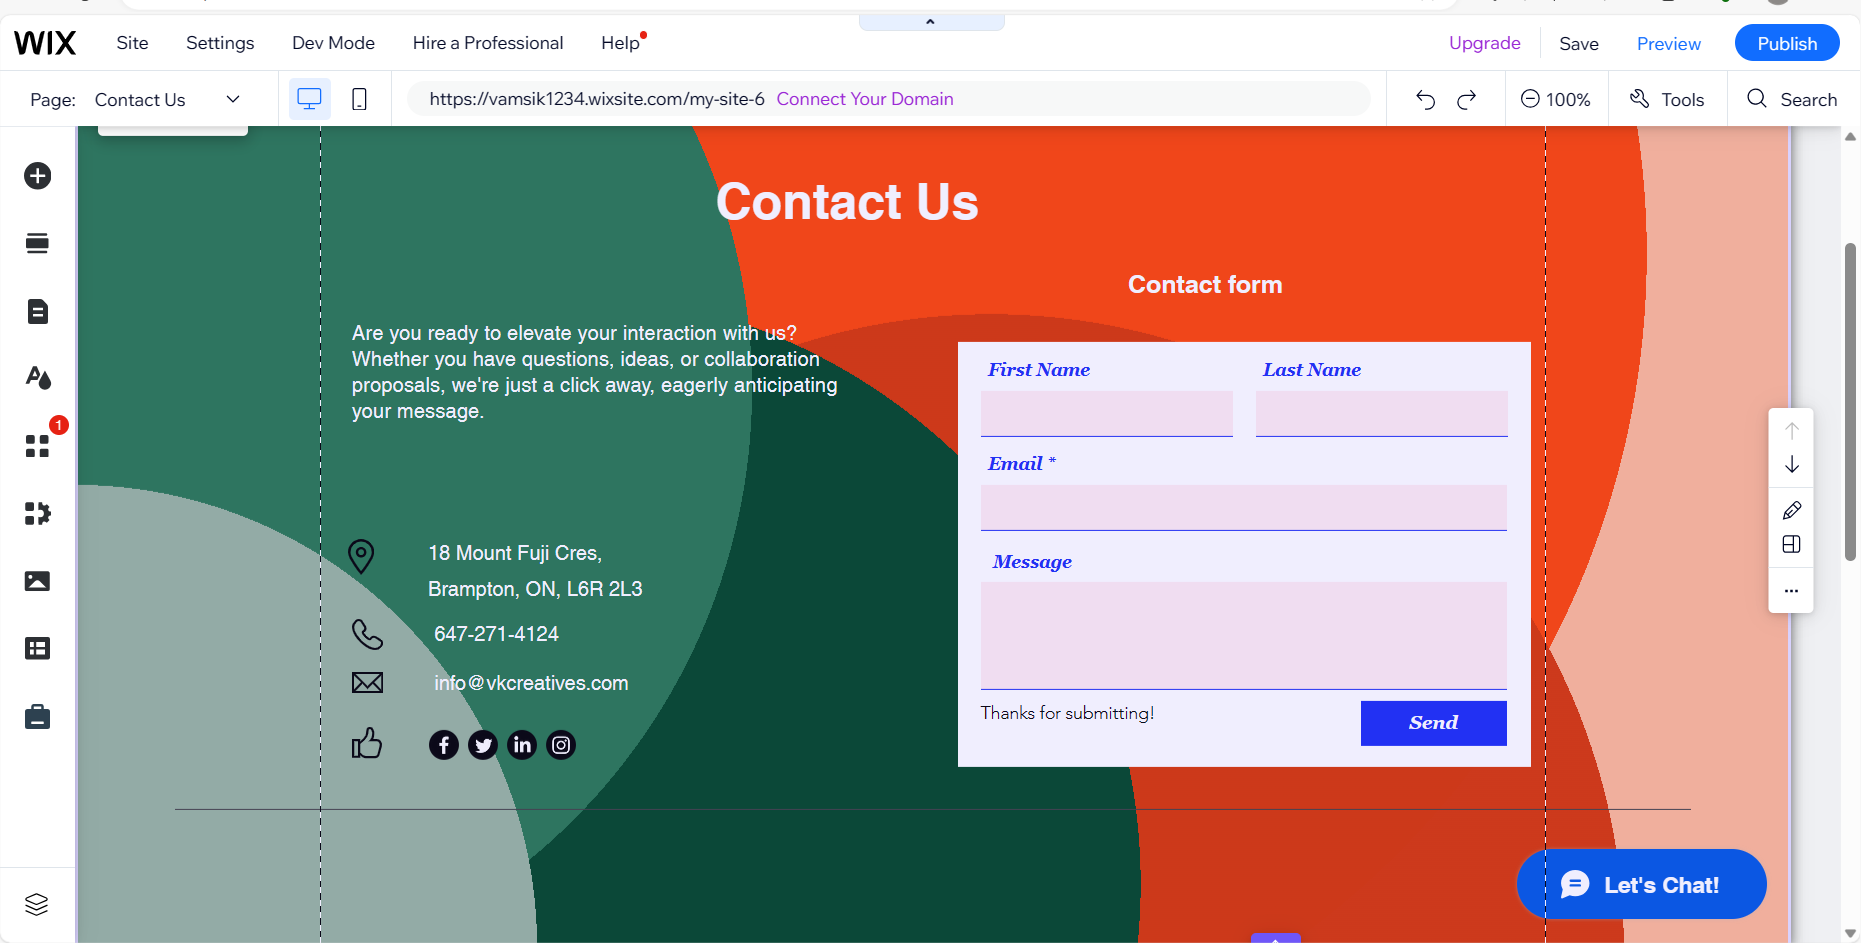 WIX Site Settings Dev Mode Hire a Professional Help Upgrade Save Preview Publish
Page: Contact Us https://vamsik1234.wixsite.com/my-site-6 Connect Your Domain 100% Tools Search
Contact Us
Contact form
Are you ready to elevate your interaction with us?
Whether you have questions, ideas, or collaboration
proposals, we're just a click away, eagerly anticipating
your message.
First Name Last Name
Email *
Message
1
18 Mount Fuji Cres,
Brampton, ON, L6R 2L3
647-271-4124
info@vkcreatives.com
Thanks for submitting!
Send
Let's Chat!